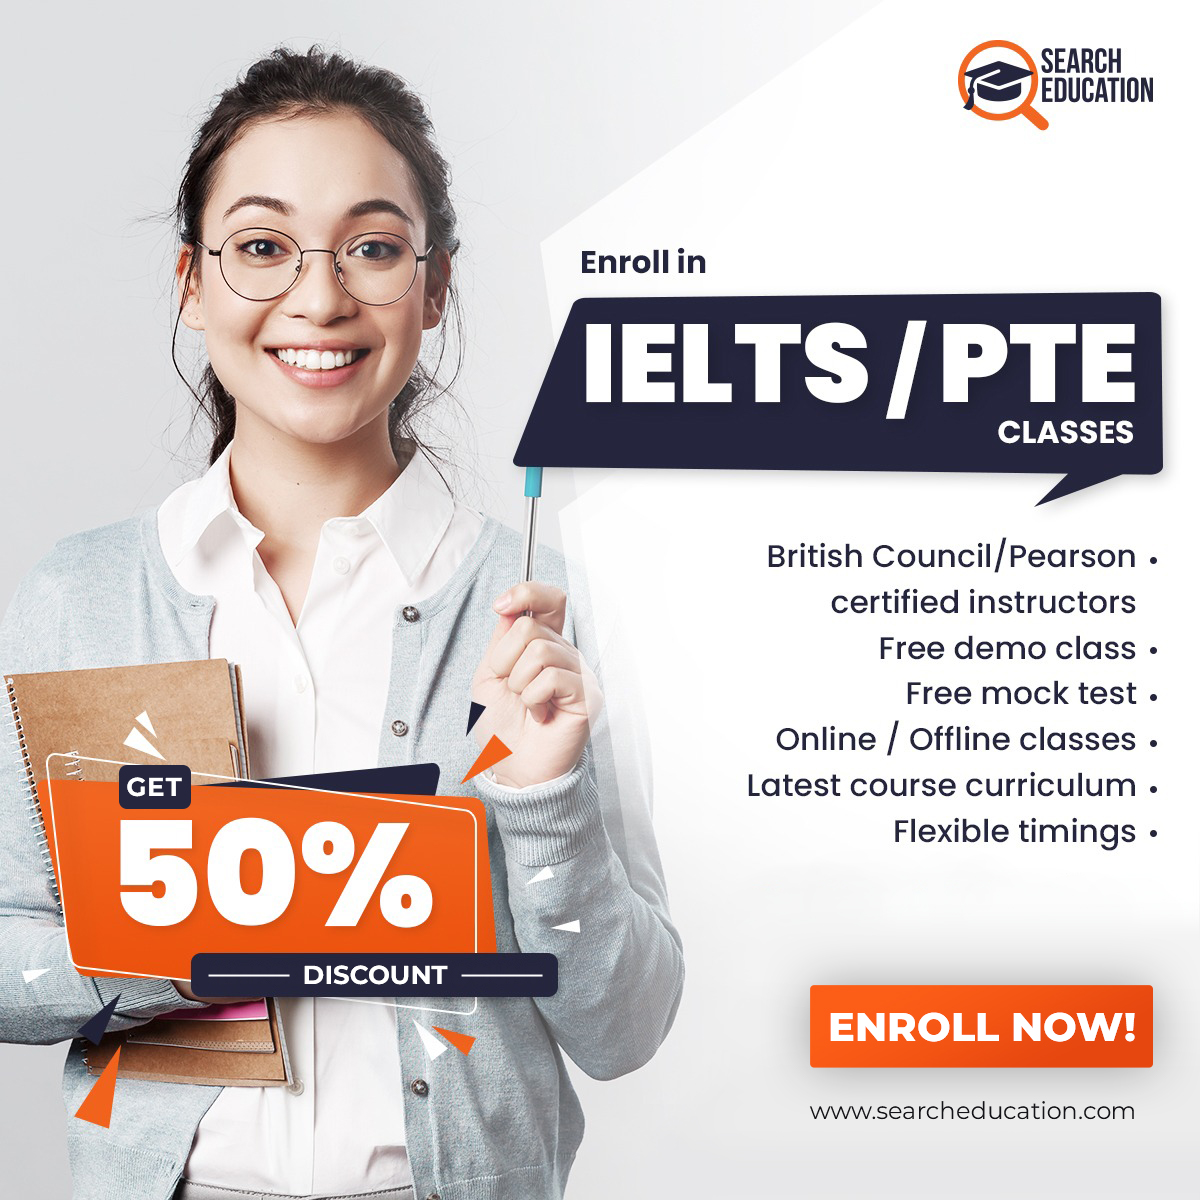 SEARCH
EDUCATION
Enroll in
IELTS / PTE
CLASSES
British Council/Pearson •
certified instructors
Free demo class •
Free mock test •
Online / Offline classes •
Latest course curriculum •
Flexible timings •
GET
50%
DISCOUNT
ENROLL NOW!
www.searcheducation.com